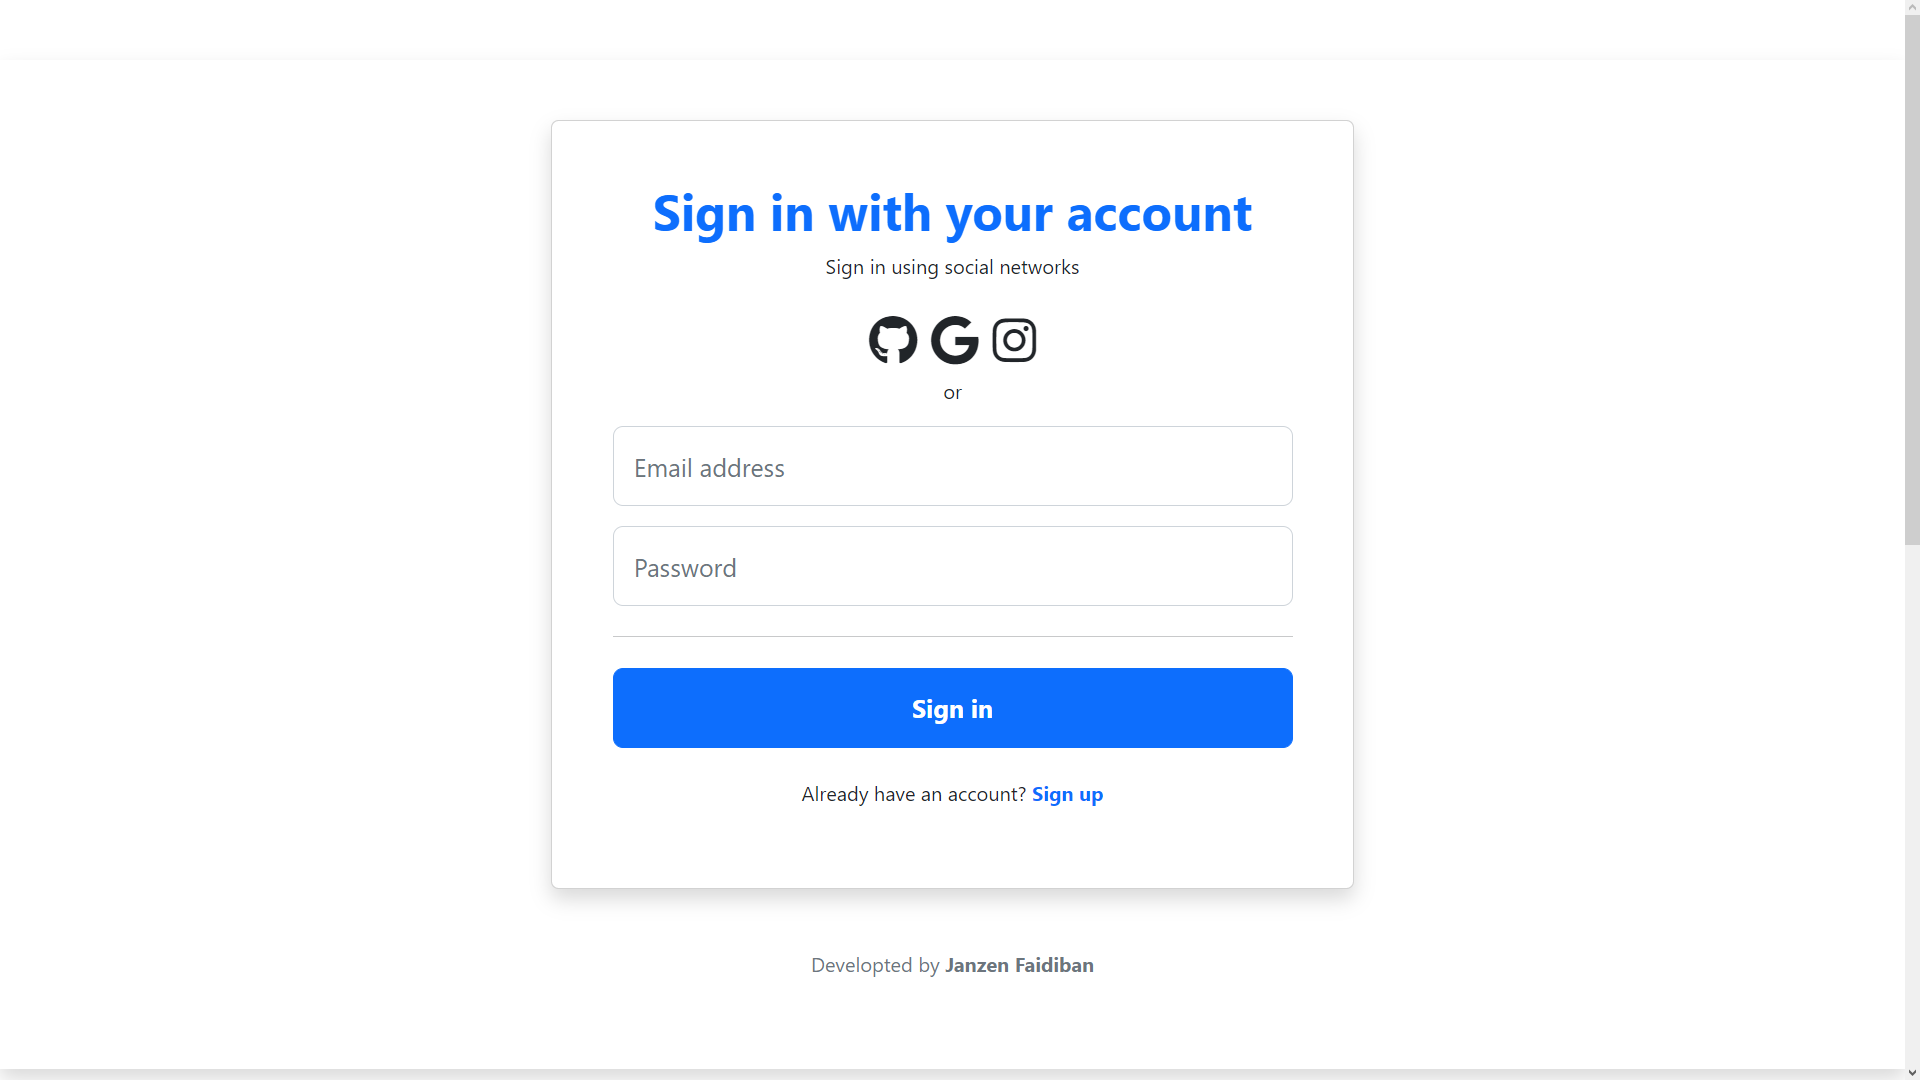 Sign in with your account
Sign in using social networks
or
Email address
Password
Sign in
Already have an account? Sign up
Developted by Janzen Faidiban